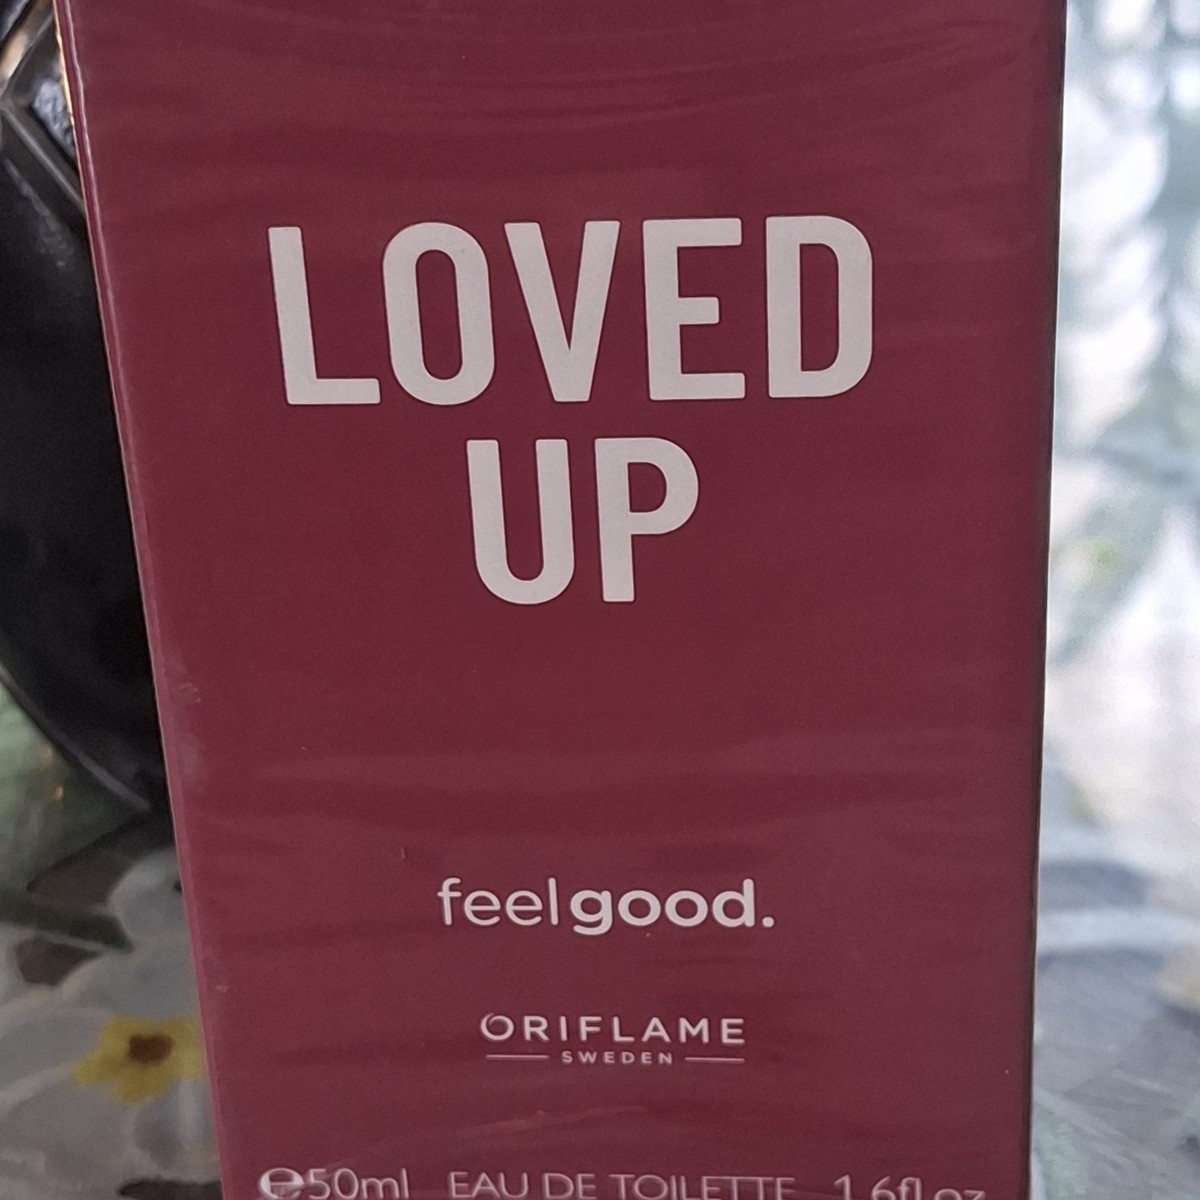 LOVED
UP
feelgood.
ORIFLAME
SWEDEN
℮50ml EAU DE TOILETTE 1.6fl oz